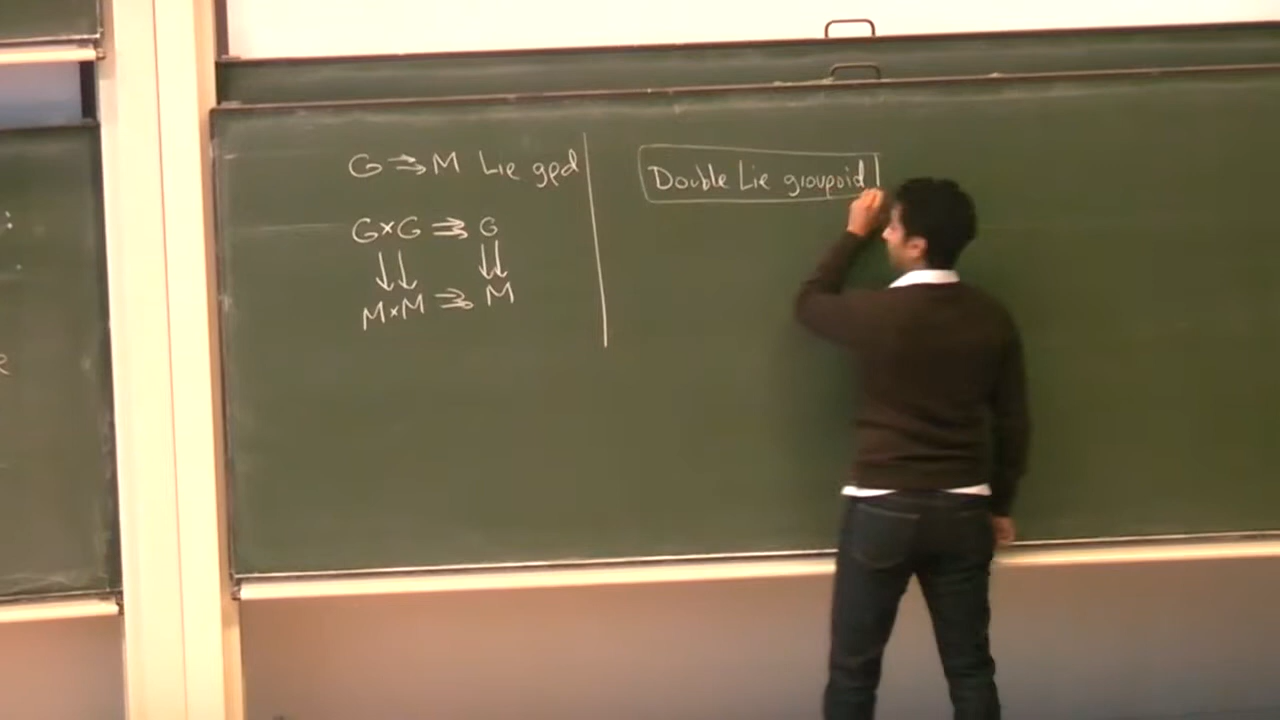 G ⇉ M Lie gpd
G×G ⇉ G
↓↓ ↓↓
M×M ⇉ M
Double Lie groupoid